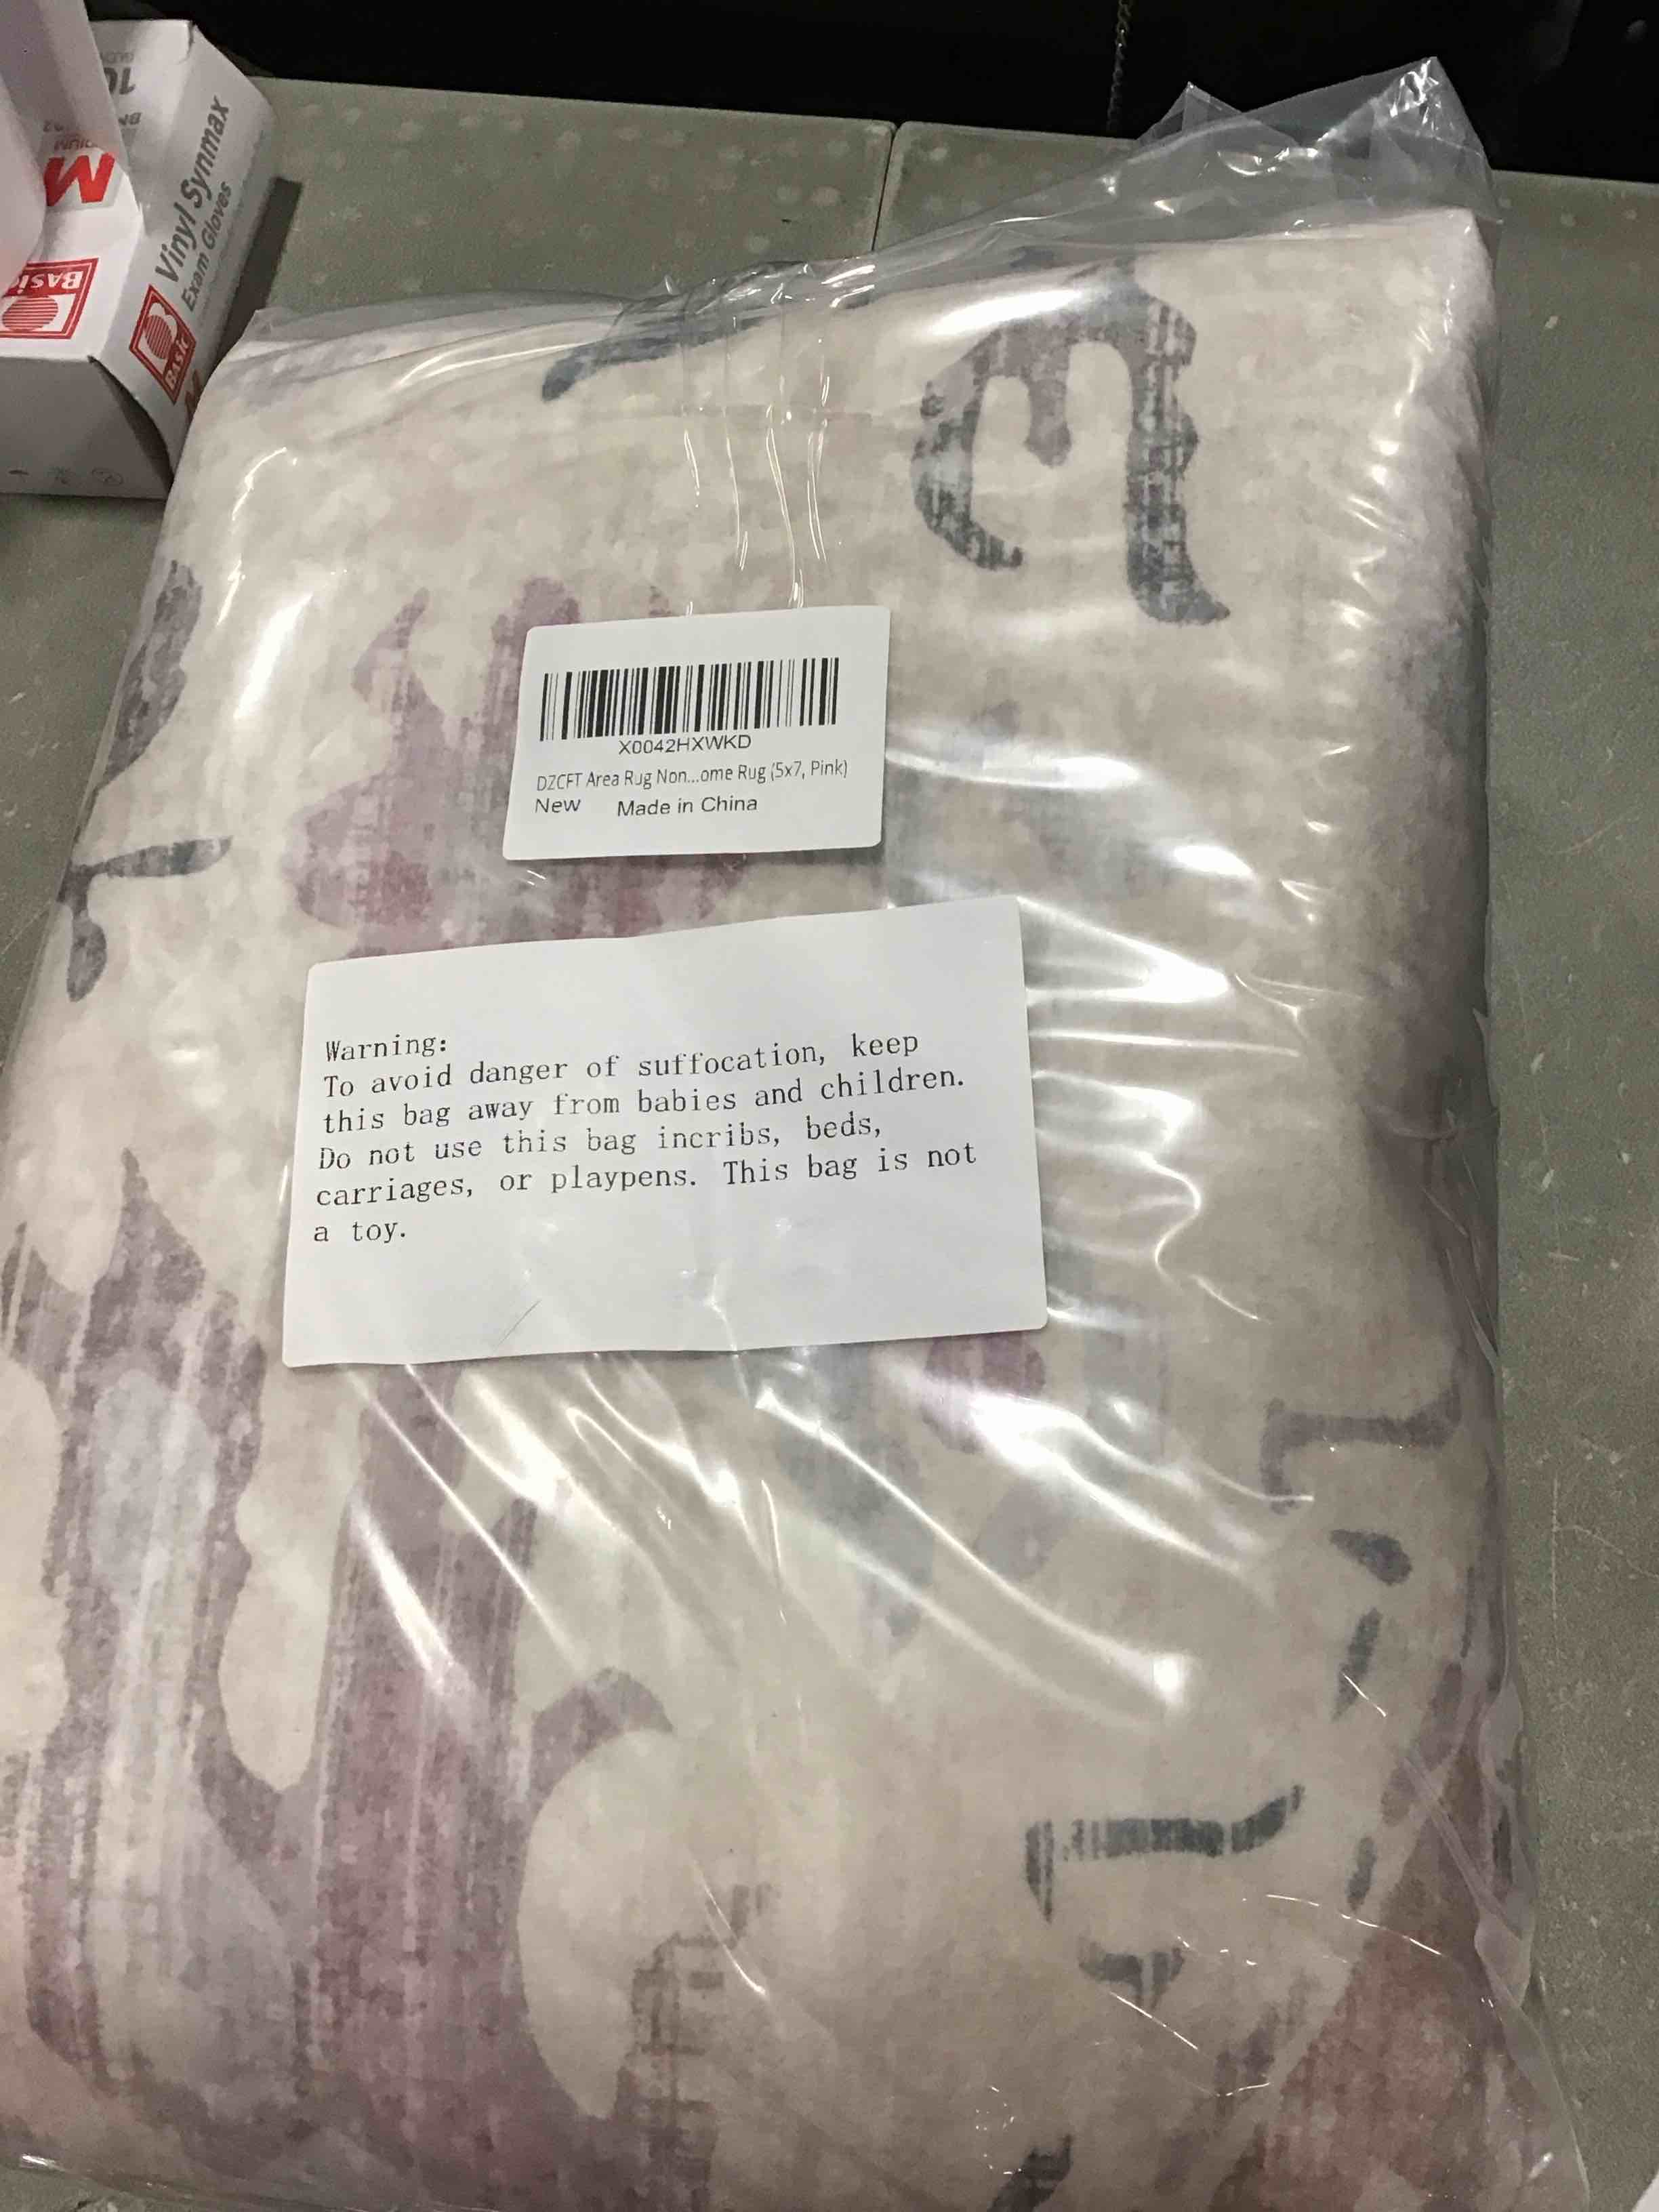 Vinyl Synmax
Exam Gloves
BASIC
M
BASIC
X0042HXWKD
DZCFT Area Rug Non...ome Rug (5x7, Pink)
New Made in China
Warning:
To avoid danger of suffocation, keep
this bag away from babies and children.
Do not use this bag incribs, beds,
carriages, or playpens. This bag is not
a toy.